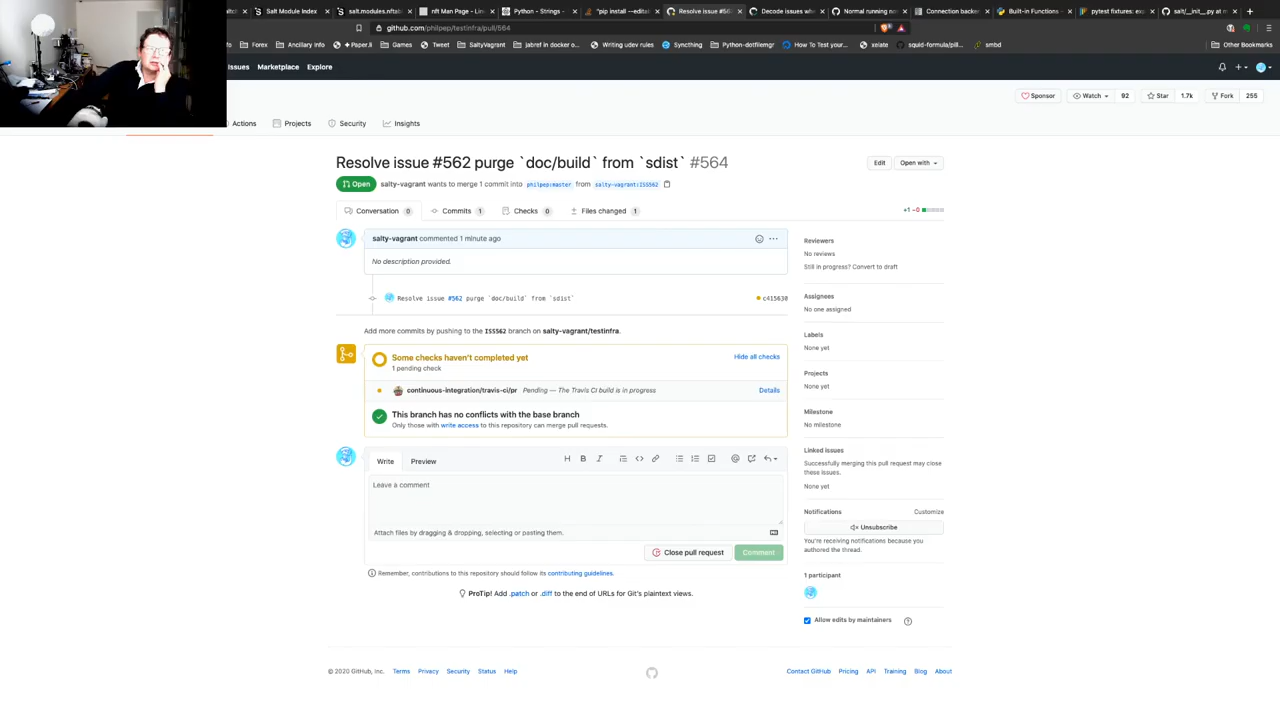 Salt Module Index
salt.modules.nftab
nft Man Page - Lin
Python - Strings -
"pip install --editab
Resolve issue #56
Decode issues whe
Normal running no
Connection backen
Built-in Functions
pytest fixtures: exp
salt/__init__.py at m
github.com/philpep/testinfra/pull/564
Forex
Ancillary Info
Paper.li
Games
Tweet
SaltyVagrant
jabref in docker o...
Writing udev rules
Syncthing
Python-dotfilemgr
How To Test your...
xelate
squid-formula/pill...
smbd
Other Bookmarks
Issues
Marketplace
Explore
Sponsor
Watch
92
Star
1.7k
Fork
255
Actions
Projects
Security
Insights
Resolve issue #562 purge `doc/build` from `sdist` #564
Edit
Open with
Open
salty-vagrant wants to merge 1 commit into philpep:master from salty-vagrant:ISS562
Conversation 0
Commits 1
Checks 0
Files changed 1
+1 −0
salty-vagrant commented 1 minute ago
No description provided.
Resolve issue #562 purge `doc/build` from `sdist`
c415630
Add more commits by pushing to the ISS562 branch on salty-vagrant/testinfra.
Some checks haven't completed yet
Hide all checks
1 pending check
continuous-integration/travis-ci/pr Pending — The Travis CI build is in progress
Details
This branch has no conflicts with the base branch
Only those with write access to this repository can merge pull requests.
Write
Preview
Leave a comment
Attach files by dragging & dropping, selecting or pasting them.
Close pull request
Comment
Remember, contributions to this repository should follow its contributing guidelines.
ProTip! Add .patch or .diff to the end of URLs for Git's plaintext views.
Reviewers
No reviews
Still in progress? Convert to draft
Assignees
No one assigned
Labels
None yet
Projects
None yet
Milestone
No milestone
Linked issues
Successfully merging this pull request may close
these issues.
None yet
Notifications
Customize
Unsubscribe
You're receiving notifications because you
authored the thread.
1 participant
Allow edits by maintainers
© 2020 GitHub, Inc.
Terms
Privacy
Security
Status
Help
Contact GitHub
Pricing
API
Training
Blog
About